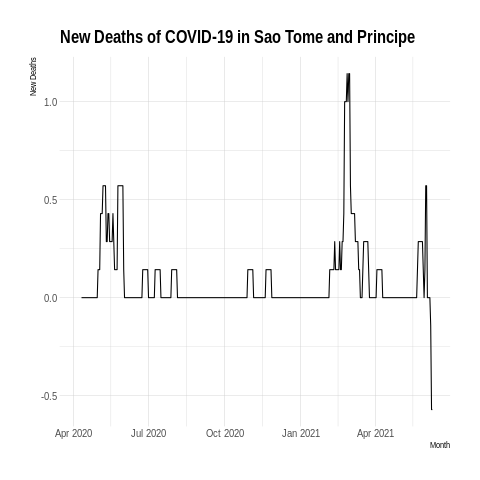 New Deaths of COVID-19 in Sao Tome and Principe
New Deaths
1.0
0.5
0.0
-0.5
Apr 2020 Jul 2020 Oct 2020 Jan 2021 Apr 2021
Month